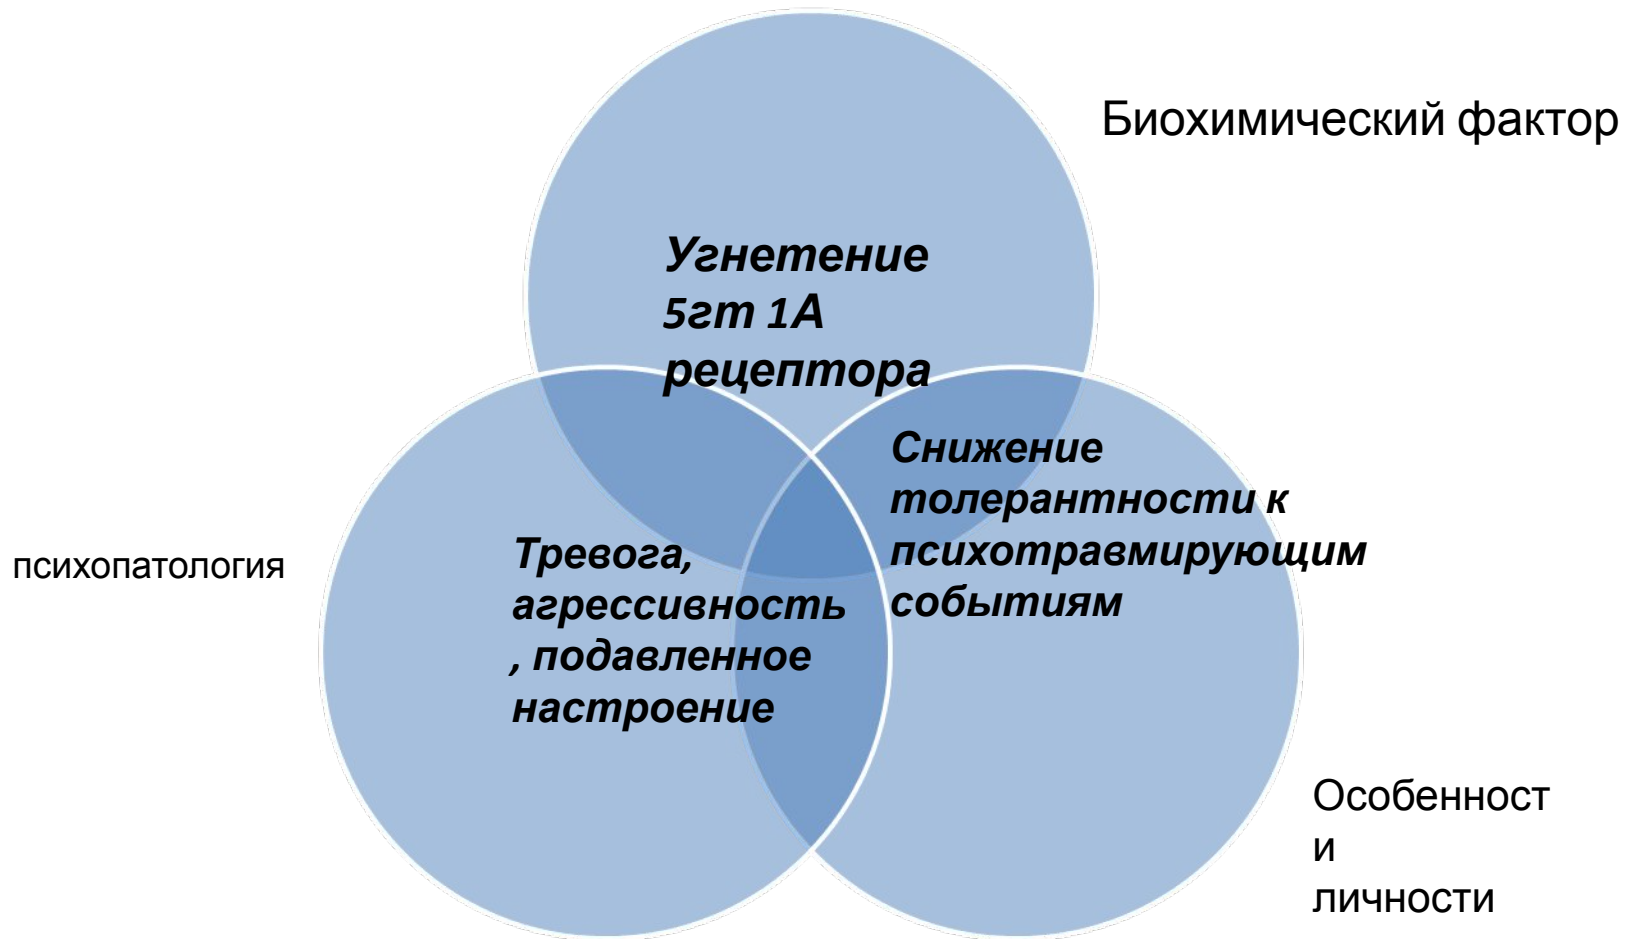 Биохимический фактор
Угнетение
5гт 1А
рецептора
Снижение
толерантности к
психотравмирующим
событиям
психопатология
Тревога,
агрессивность
, подавленное
настроение
Особенност
и
личности